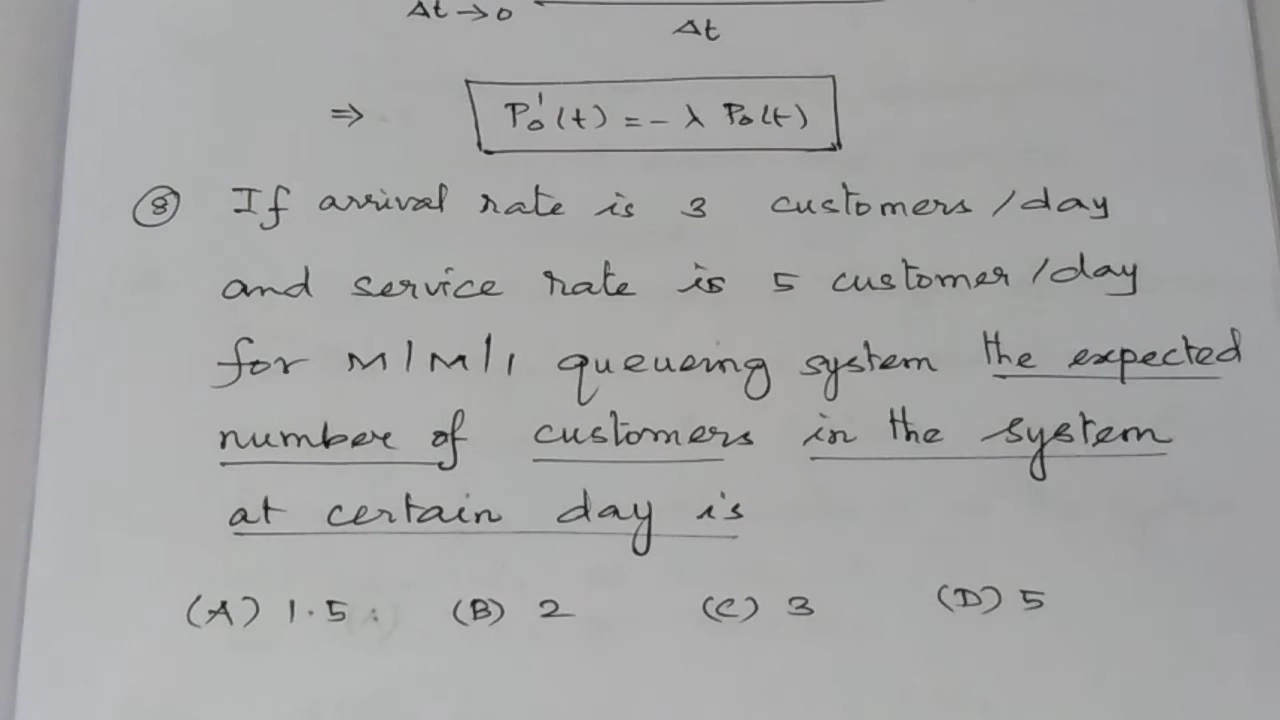 Δt→0
Δt
⇒ P₀'(t) = - λ P₀(t)
⑧ If arrival rate is 3 customers /day
and service rate is 5 customer /day
for M/M/1 queueing system the expected
number of customers in the system
at certain day is
(A) 1.5 (B) 2 (C) 3 (D) 5